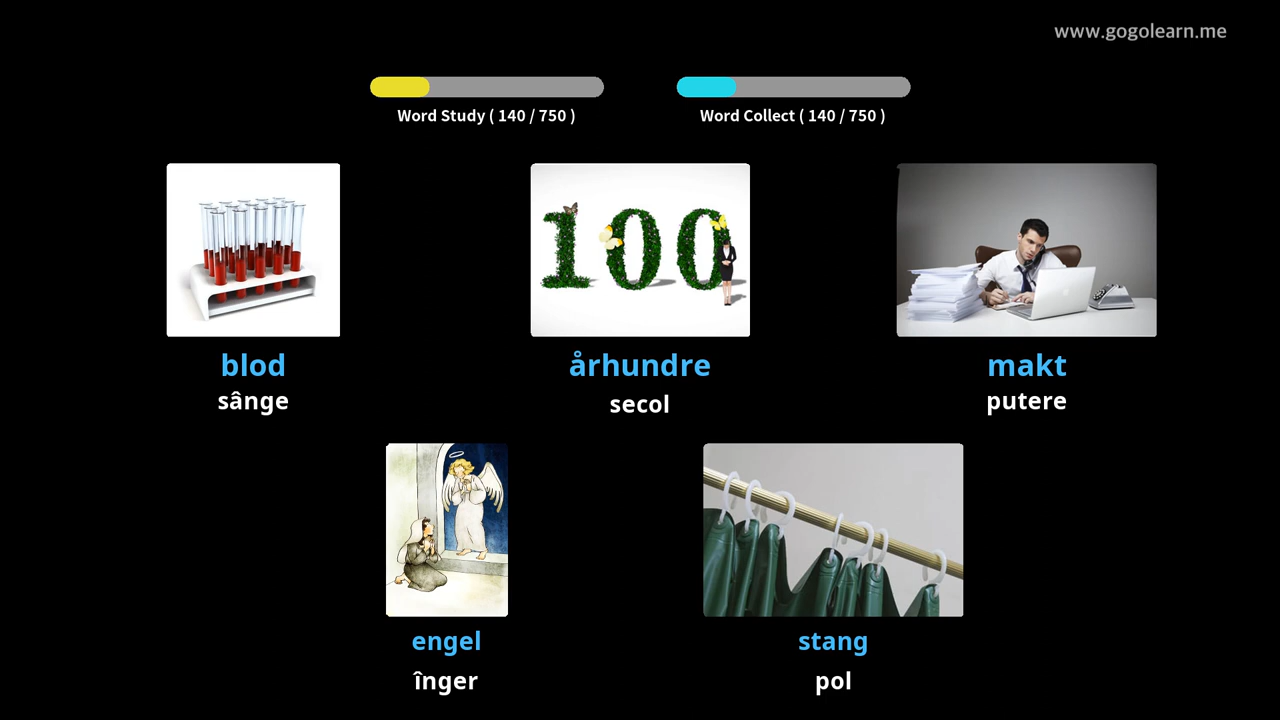 www.gogolearn.me
Word Study ( 140 / 750 )
Word Collect ( 140 / 750 )
100
blod
sânge
århundre
secol
makt
putere
engel
înger
stang
pol